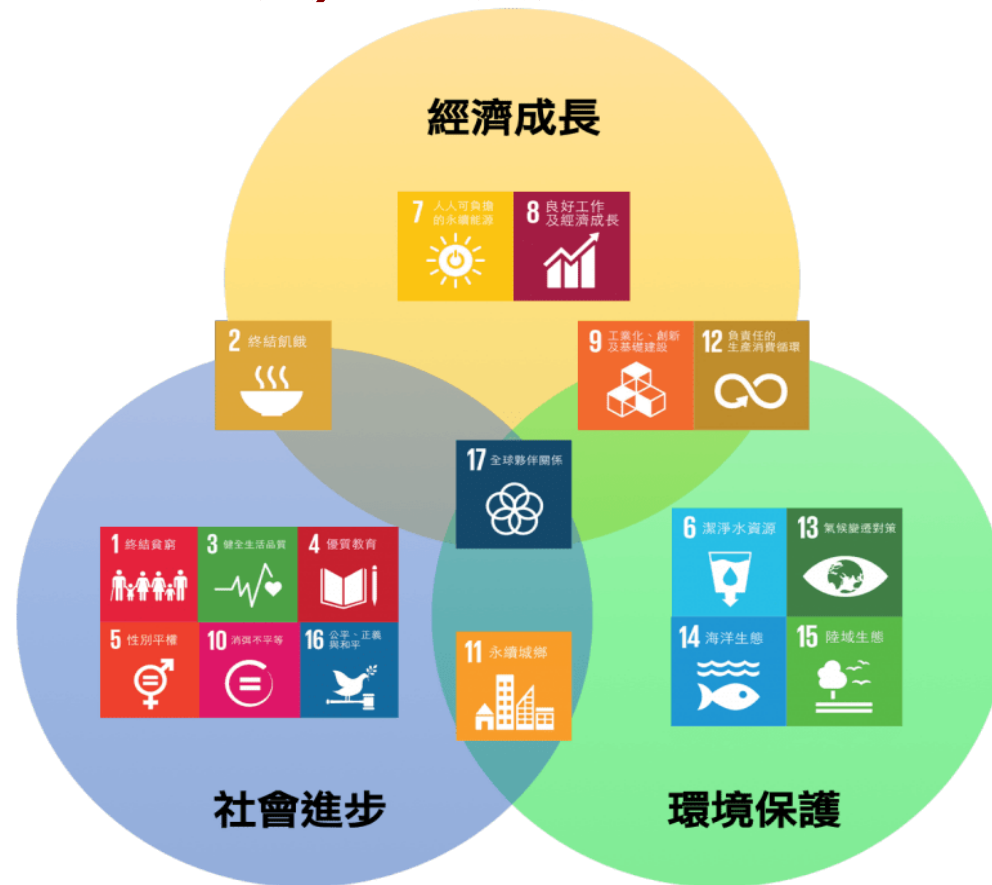 經濟成長
7 人人可負擔
的永續能源
8 良好工作
及經濟成長
2 終結飢餓
9 工業化、創新
及基礎建設
12 負責任的
生產消費循環
17 全球夥伴關係
1 終結貧窮
3 健全生活品質
4 優質教育
5 性別平權
10 消弭不平等
16 公平、正義
與和平
11 永續城鄉
6 潔淨水資源
13 氣候變遷對策
14 海洋生態
15 陸域生態
社會進步
環境保護